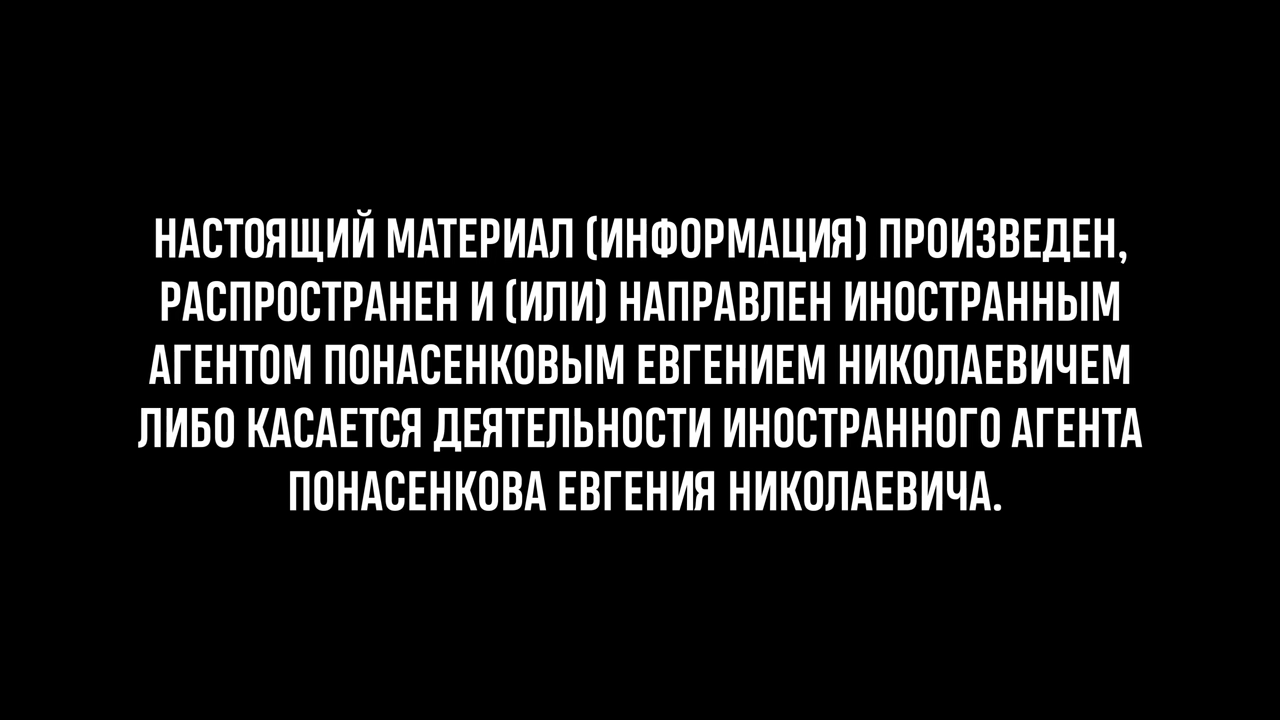 НАСТОЯЩИЙ МАТЕРИАЛ (ИНФОРМАЦИЯ) ПРОИЗВЕДЕН,
РАСПРОСТРАНЕН И (ИЛИ) НАПРАВЛЕН ИНОСТРАННЫМ
АГЕНТОМ ПОНАСЕНКОВЫМ ЕВГЕНИЕМ НИКОЛАЕВИЧЕМ
ЛИБО КАСАЕТСЯ ДЕЯТЕЛЬНОСТИ ИНОСТРАННОГО АГЕНТА
ПОНАСЕНКОВА ЕВГЕНИЯ НИКОЛАЕВИЧА.